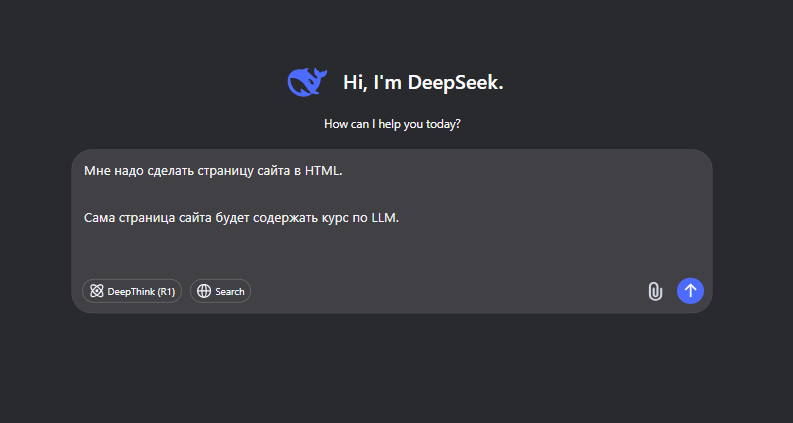 Hi, I'm DeepSeek.
How can I help you today?
Мне надо сделать страницу сайта в HTML.
Сама страница сайта будет содержать курс по LLM.
DeepThink (R1)
Search